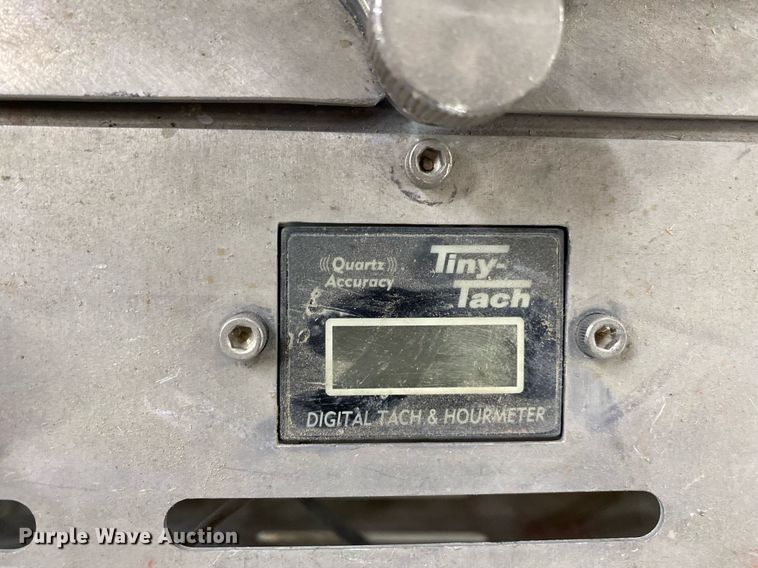 (((Quartz)))
Accuracy
Tiny-
Tach
DIGITAL TACH & HOURMETER
Purple Wave Auction